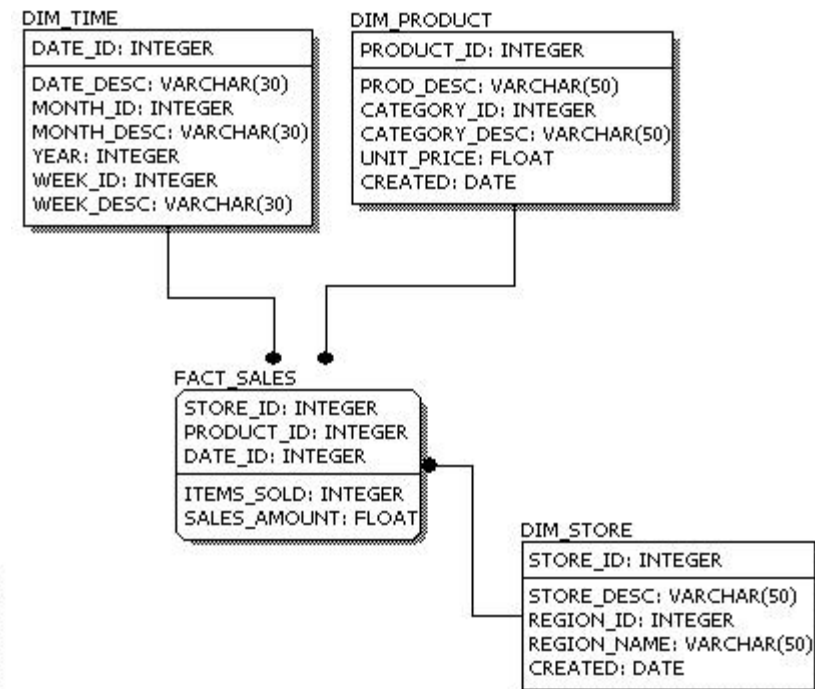 DIM_TIME
DATE_ID: INTEGER
DATE_DESC: VARCHAR(30)
MONTH_ID: INTEGER
MONTH_DESC: VARCHAR(30)
YEAR: INTEGER
WEEK_ID: INTEGER
WEEK_DESC: VARCHAR(30)
DIM_PRODUCT
PRODUCT_ID: INTEGER
PROD_DESC: VARCHAR(50)
CATEGORY_ID: INTEGER
CATEGORY_DESC: VARCHAR(50)
UNIT_PRICE: FLOAT
CREATED: DATE
FACT_SALES
STORE_ID: INTEGER
PRODUCT_ID: INTEGER
DATE_ID: INTEGER
ITEMS_SOLD: INTEGER
SALES_AMOUNT: FLOAT
DIM_STORE
STORE_ID: INTEGER
STORE_DESC: VARCHAR(50)
REGION_ID: INTEGER
REGION_NAME: VARCHAR(50)
CREATED: DATE